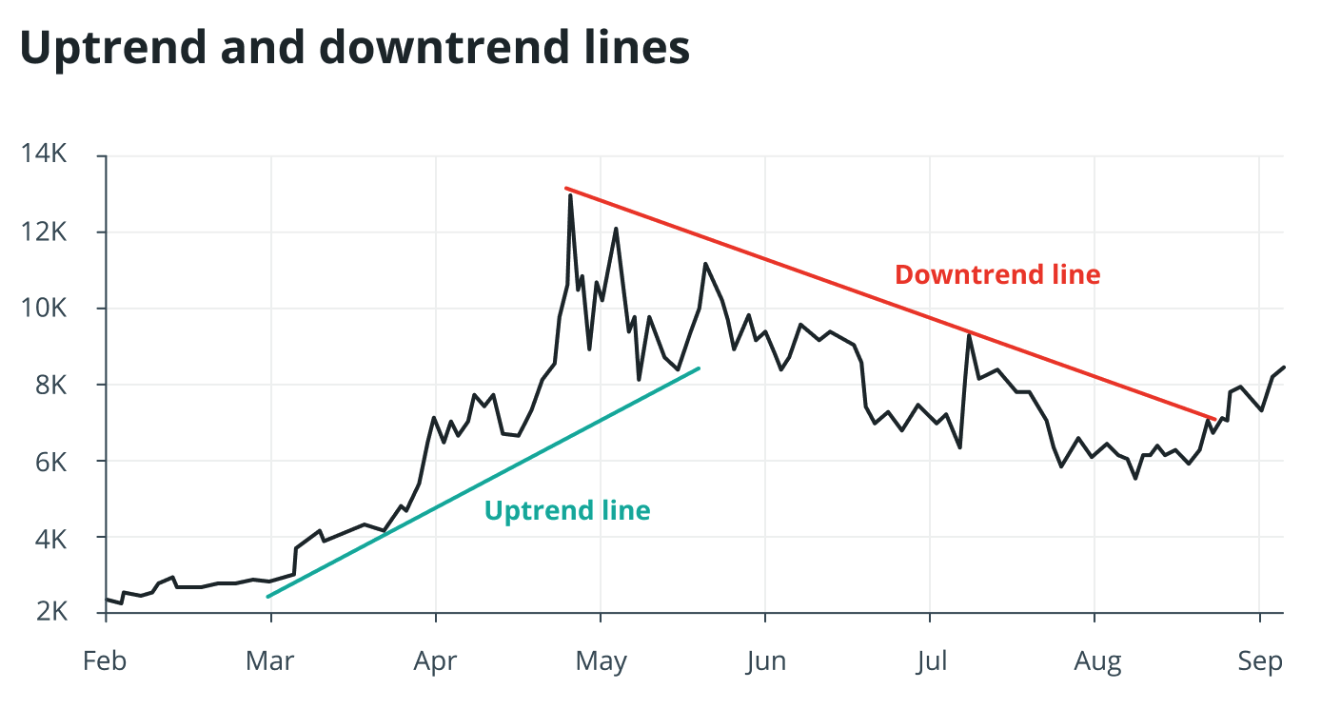 Uptrend and downtrend lines
14K
12K
Downtrend line
10K
8K
6K
Uptrend line
4K
2K
Feb Mar Apr May Jun Jul Aug Sep